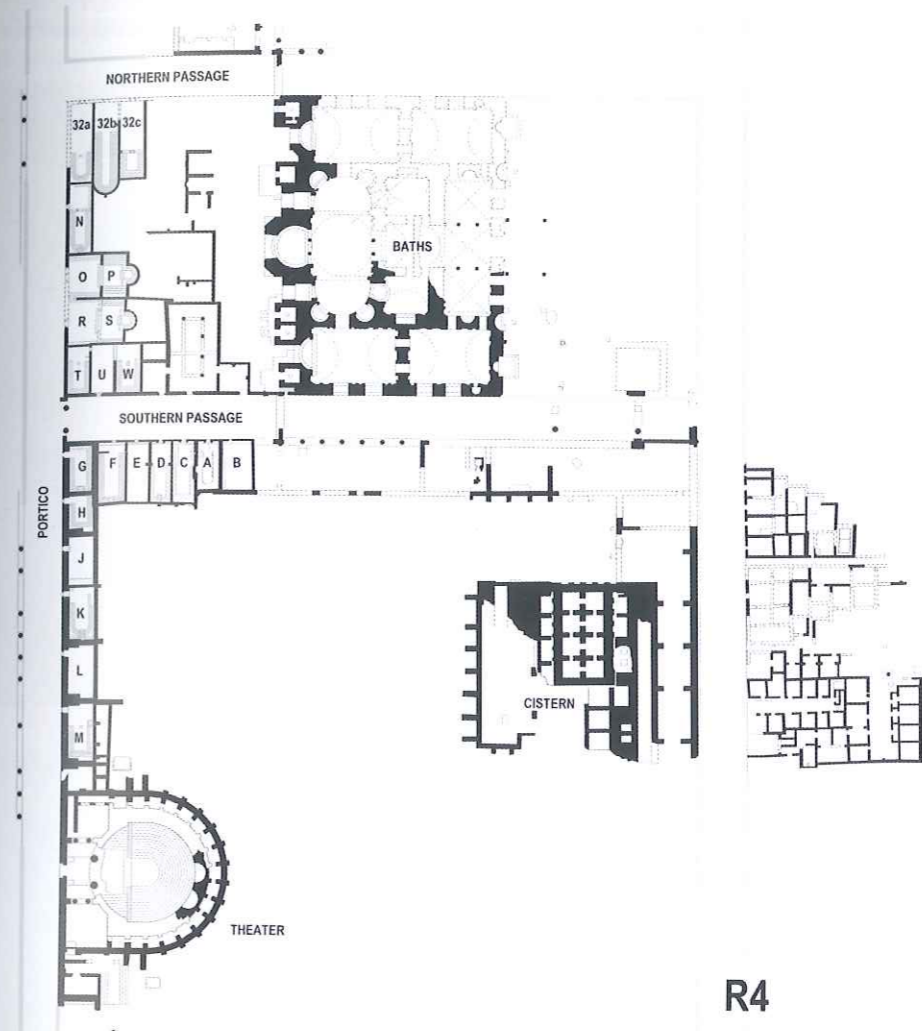 NORTHERN PASSAGE
32a 32b 32c
N
BATHS
O P
R S
T U W
SOUTHERN PASSAGE
G F E D C A B
H
PORTICO
J
K
L
CISTERN
M
THEATER
R4